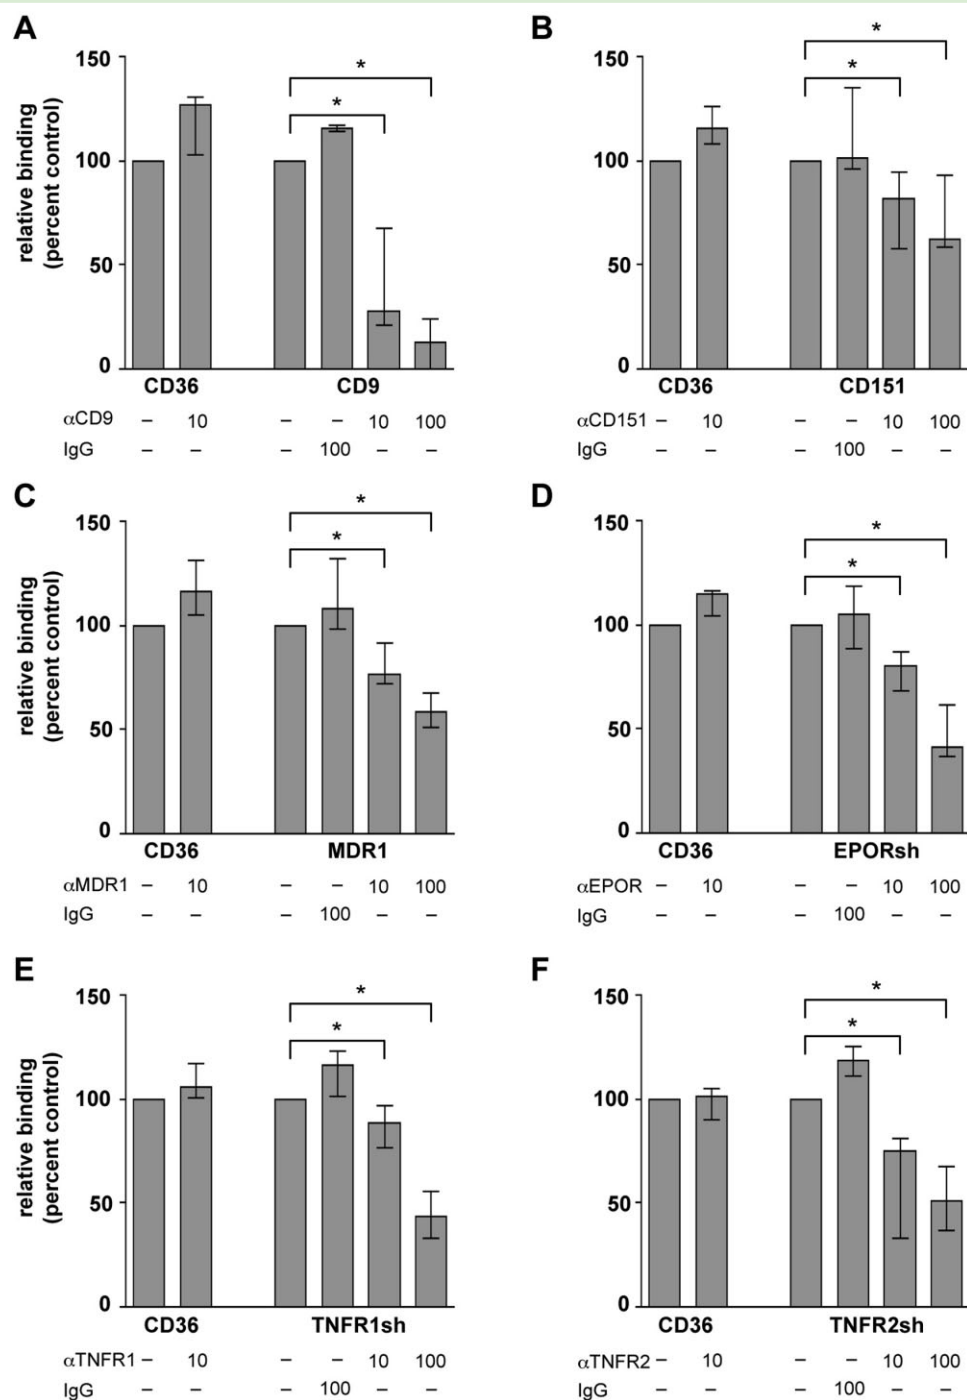 A
B
relative binding
(percent control)
150
100
50
0
*
*
CD36
CD9
αCD9 – 10 – – 10 100
IgG – – – 100 – –
150
100
50
0
*
*
CD36
CD151
αCD151 – 10 – – 10 100
IgG – – – 100 – –
C
D
relative binding
(percent control)
150
100
50
0
*
*
CD36
MDR1
αMDR1 – 10 – – 10 100
IgG – – – 100 – –
150
100
50
0
*
*
CD36
EPORsh
αEPOR – 10 – – 10 100
IgG – – – 100 – –
E
F
relative binding
(percent control)
150
100
50
0
*
*
CD36
TNFR1sh
αTNFR1 – 10 – – 10 100
IgG – – – 100 – –
150
100
50
0
*
*
CD36
TNFR2sh
αTNFR2 – 10 – – 10 100
IgG – – – 100 – –